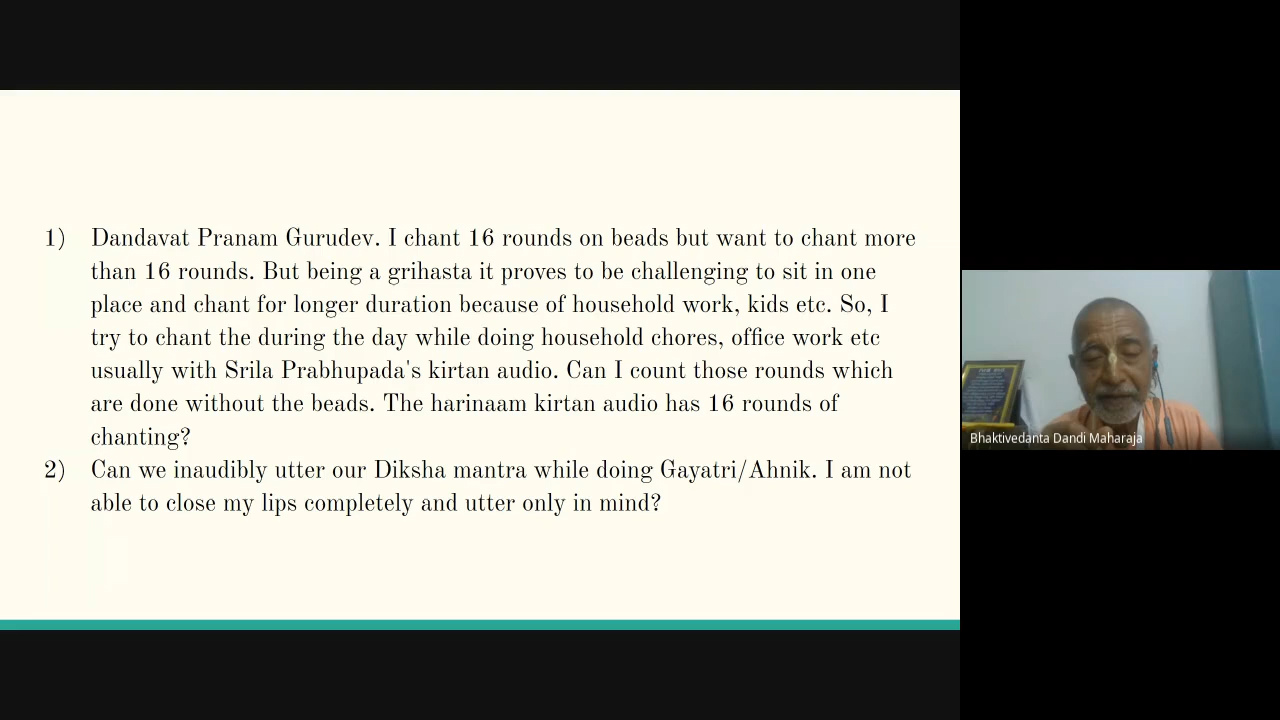 1) Dandavat Pranam Gurudev. I chant 16 rounds on beads but want to chant more
than 16 rounds. But being a grihasta it proves to be challenging to sit in one
place and chant for longer duration because of household work, kids etc. So, I
try to chant the during the day while doing household chores, office work etc
usually with Srila Prabhupada's kirtan audio. Can I count those rounds which
are done without the beads. The harinaam kirtan audio has 16 rounds of
chanting?
2) Can we inaudibly utter our Diksha mantra while doing Gayatri/Ahnik. I am not
able to close my lips completely and utter only in mind?
Bhaktivedanta Dandi Maharaja